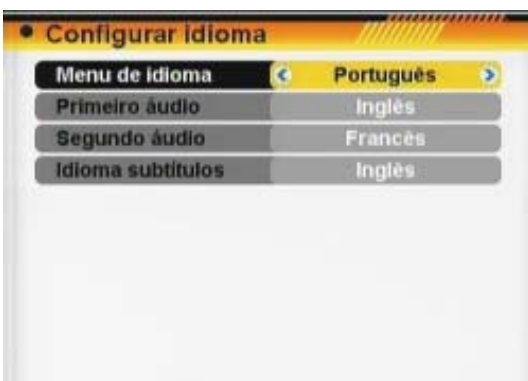 Configurar idioma
Menu de idioma Português
Primeiro áudio Inglês
Segundo áudio Francês
Idioma subtítulos Inglês